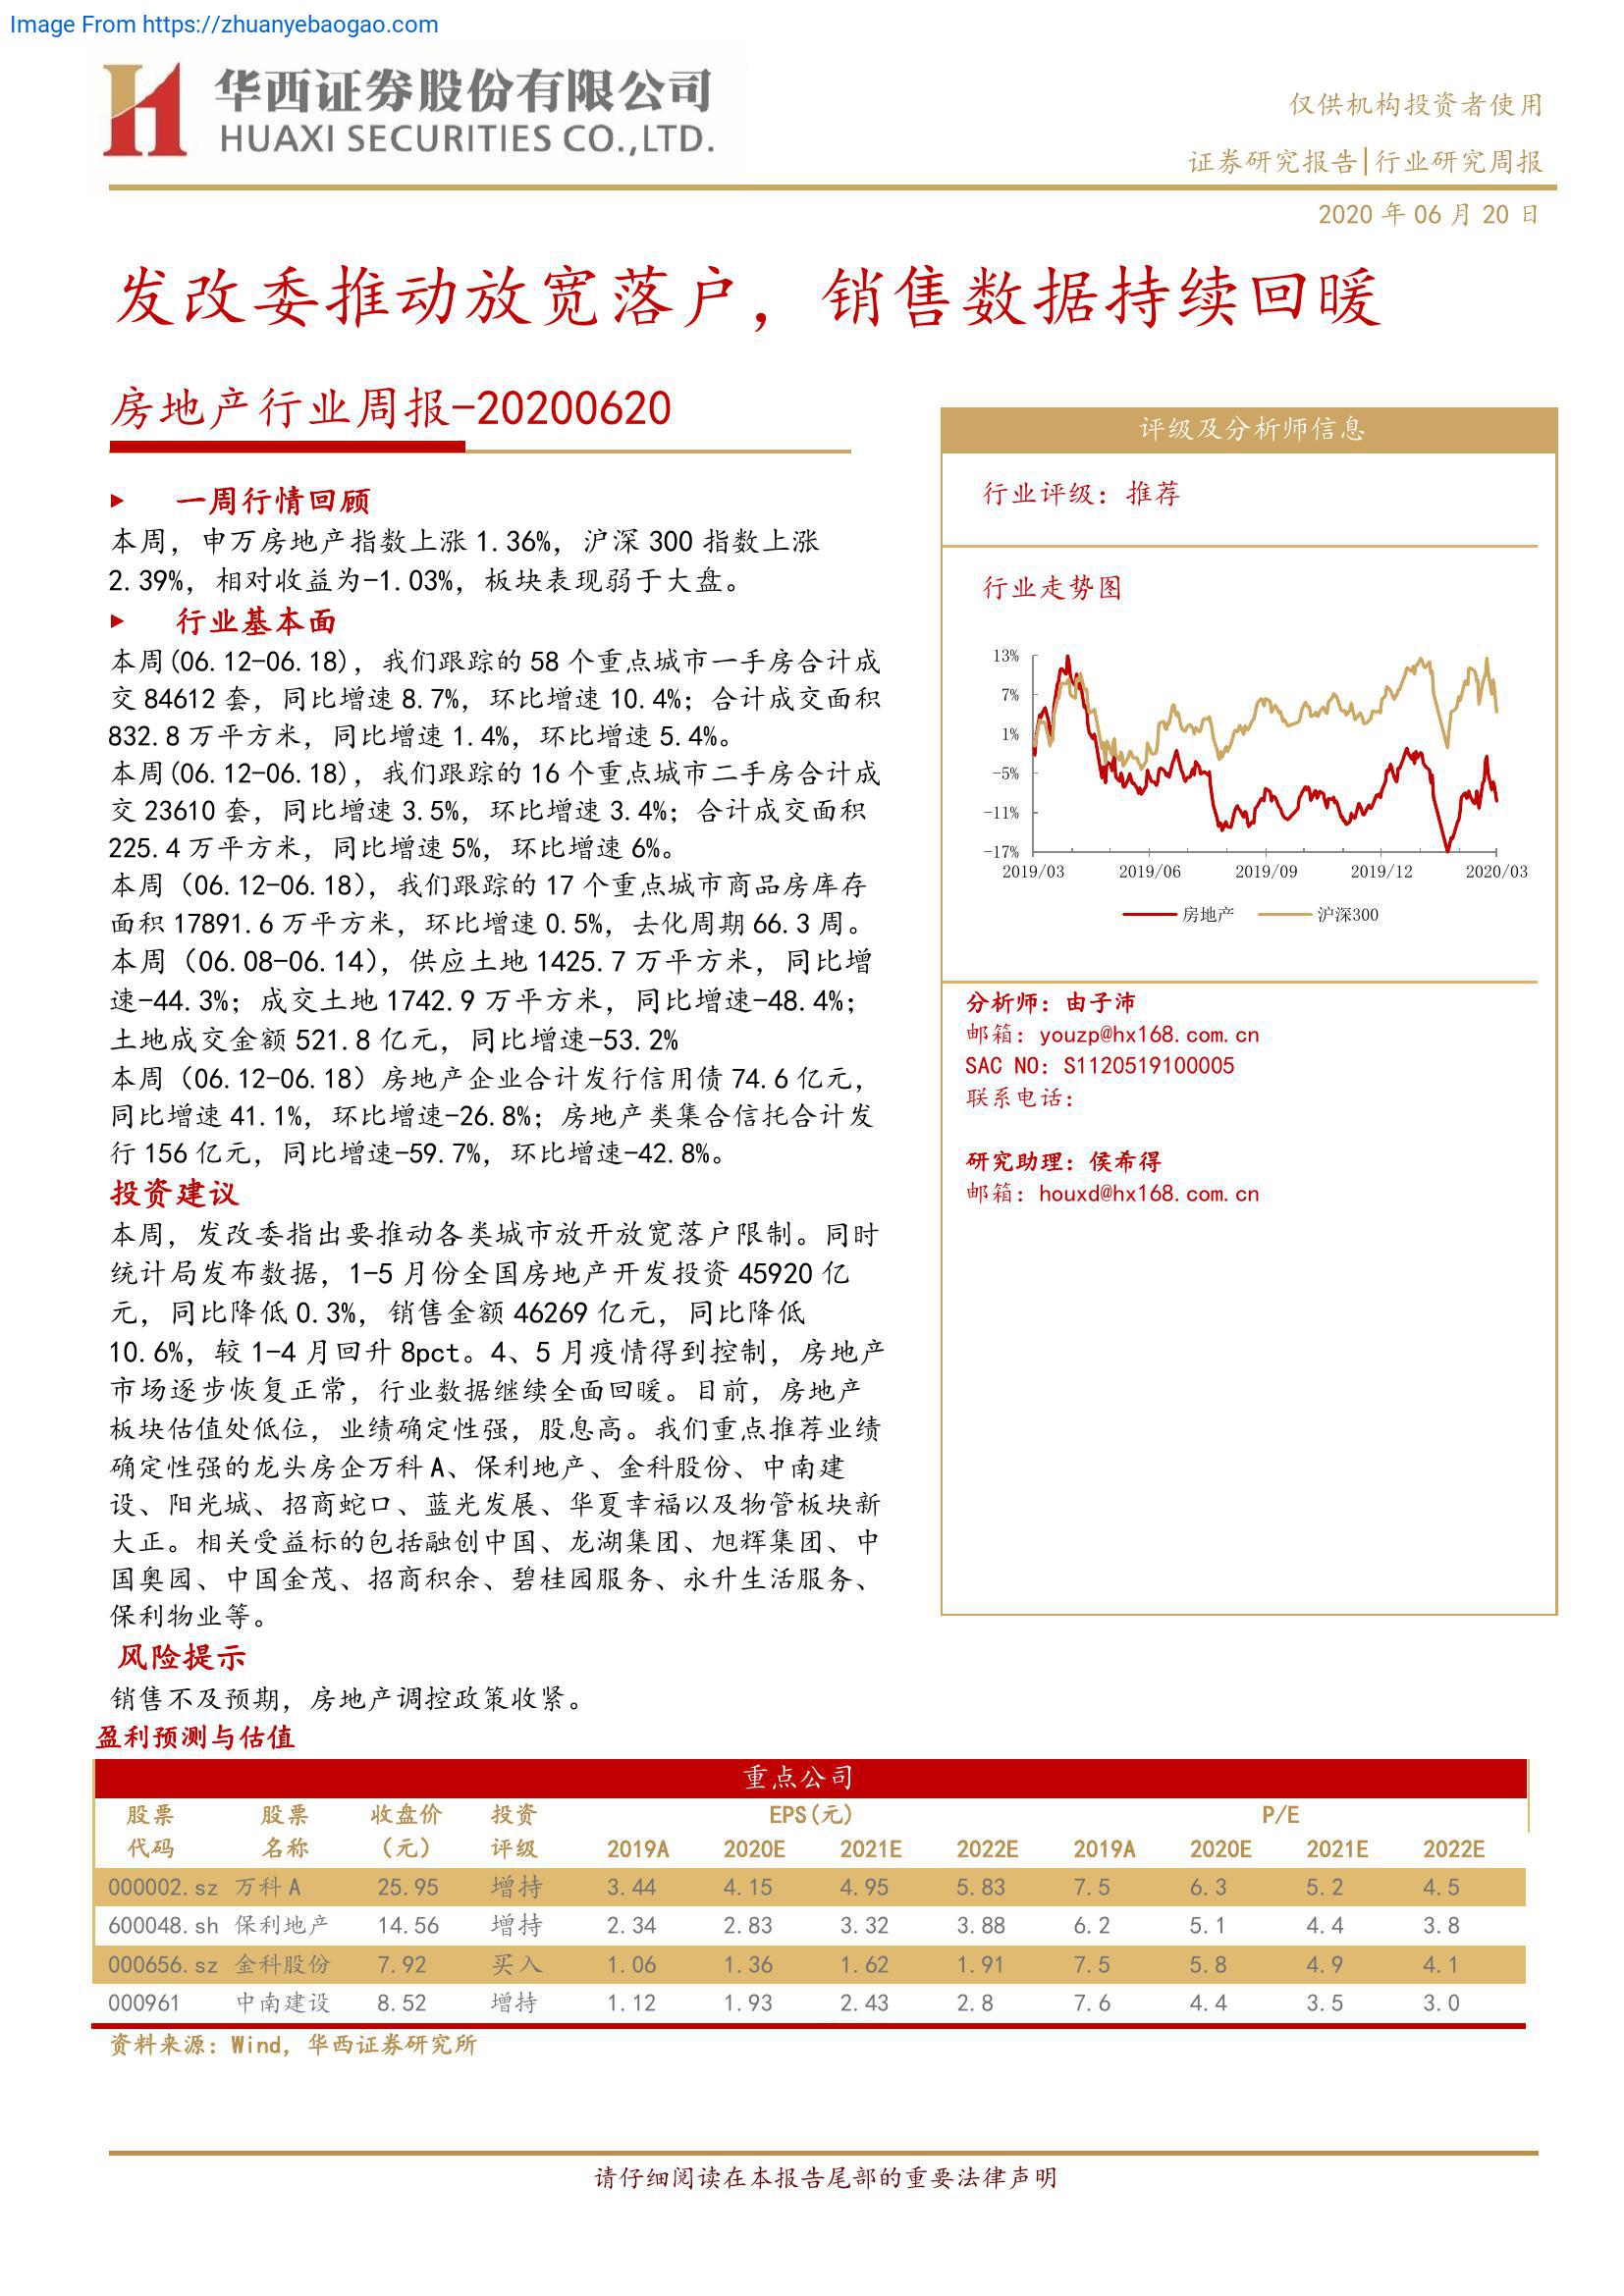 Image From https://zhuanyebaogao.com
华西证券股份有限公司
HUAXI SECURITIES CO.,LTD.
仅供机构投资者使用
证券研究报告|行业研究周报
2020 年 06 月 20 日
发改委推动放宽落户，销售数据持续回暖
房地产行业周报-20200620
一周行情回顾
本周，申万房地产指数上涨 1.36%，沪深 300 指数上涨
2.39%，相对收益为-1.03%，板块表现弱于大盘。
行业基本面
本周(06.12-06.18)，我们跟踪的 58 个重点城市一手房合计成
交 84612 套，同比增速 8.7%，环比增速 10.4%；合计成交面积
832.8 万平方米，同比增速 1.4%，环比增速 5.4%。
本周(06.12-06.18)，我们跟踪的 16 个重点城市二手房合计成
交 23610 套，同比增速 3.5%，环比增速 3.4%；合计成交面积
225.4 万平方米，同比增速 5%，环比增速 6%。
本周（06.12-06.18)，我们跟踪的 17 个重点城市商品房库存
面积 17891.6 万平方米，环比增速 0.5%，去化周期 66.3 周。
本周（06.08-06.14)，供应土地 1425.7 万平方米，同比增
速-44.3%；成交土地 1742.9 万平方米，同比增速-48.4%；
土地成交金额 521.8 亿元，同比增速-53.2%
本周（06.12-06.18）房地产企业合计发行信用债 74.6 亿元，
同比增速 41.1%，环比增速-26.8%；房地产类集合信托合计发
行 156 亿元，同比增速-59.7%，环比增速-42.8%。
投资建议
本周，发改委指出要推动各类城市放开放宽落户限制。同时
统计局发布数据，1-5 月份全国房地产开发投资 45920 亿
元，同比降低 0.3%，销售金额 46269 亿元，同比降低
10.6%，较 1-4 月回升 8pct。4、5 月疫情得到控制，房地产
市场逐步恢复正常，行业数据继续全面回暖。目前，房地产
板块估值处低位，业绩确定性强，股息高。我们重点推荐业绩
确定性强的龙头房企万科 A、保利地产、金科股份、中南建
设、阳光城、招商蛇口、蓝光发展、华夏幸福以及物管板块新
大正。相关受益标的包括融创中国、龙湖集团、旭辉集团、中
国奥园、中国金茂、招商积余、碧桂园服务、永升生活服务、
保利物业等。
风险提示
销售不及预期，房地产调控政策收紧。
评级及分析师信息
行业评级：推荐
行业走势图
13%
7%
1%
-5%
-11%
-17%
2019/03 2019/06 2019/09 2019/12 2020/03
房地产 沪深300
分析师：由子沛
邮箱：youzp@hx168.com.cn
SAC NO：S1120519100005
联系电话：
研究助理：侯希得
邮箱：houxd@hx168.com.cn
盈利预测与估值
重点公司
股票 股票 收盘价 投资 EPS(元) P/E
代码 名称 （元） 评级 2019A 2020E 2021E 2022E 2019A 2020E 2021E 2022E
000002.sz 万科 A 25.95 增持 3.44 4.15 4.95 5.83 7.5 6.3 5.2 4.5
600048.sh 保利地产 14.56 增持 2.34 2.83 3.32 3.88 6.2 5.1 4.4 3.8
000656.sz 金科股份 7.92 买入 1.06 1.36 1.62 1.91 7.5 5.8 4.9 4.1
000961 中南建设 8.52 增持 1.12 1.93 2.43 2.8 7.6 4.4 3.5 3.0
资料来源：Wind，华西证券研究所
请仔细阅读在本报告尾部的重要法律声明